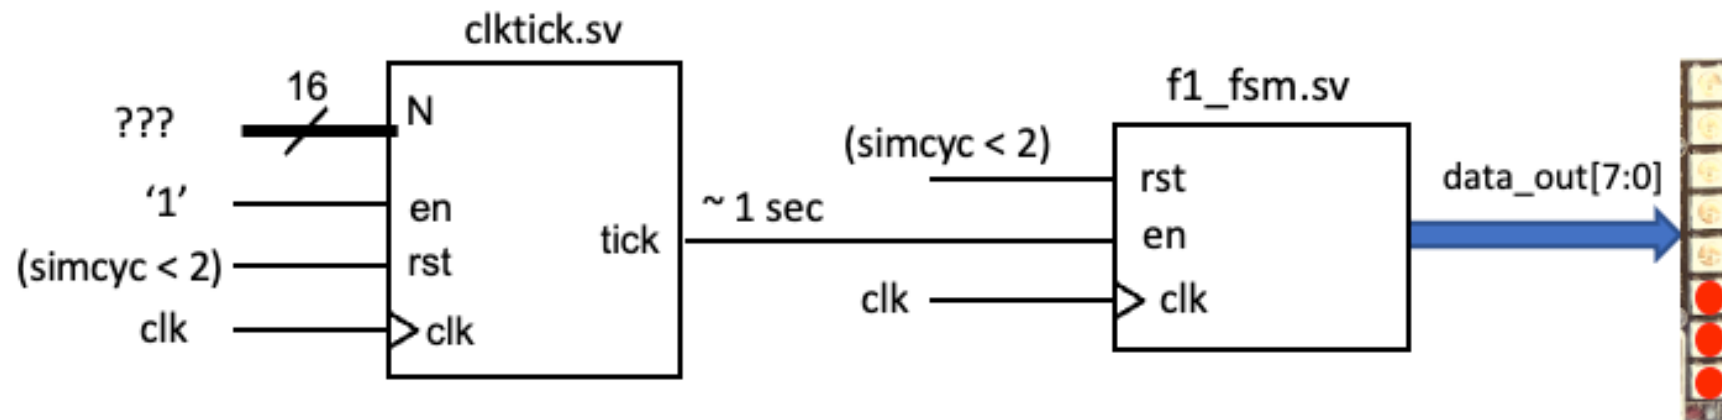 clktick.sv
16
???
N
‘1’
en
(simcyc < 2)
rst
clk
clk
tick
~ 1 sec
f1_fsm.sv
(simcyc < 2)
rst
en
clk
clk
data_out[7:0]